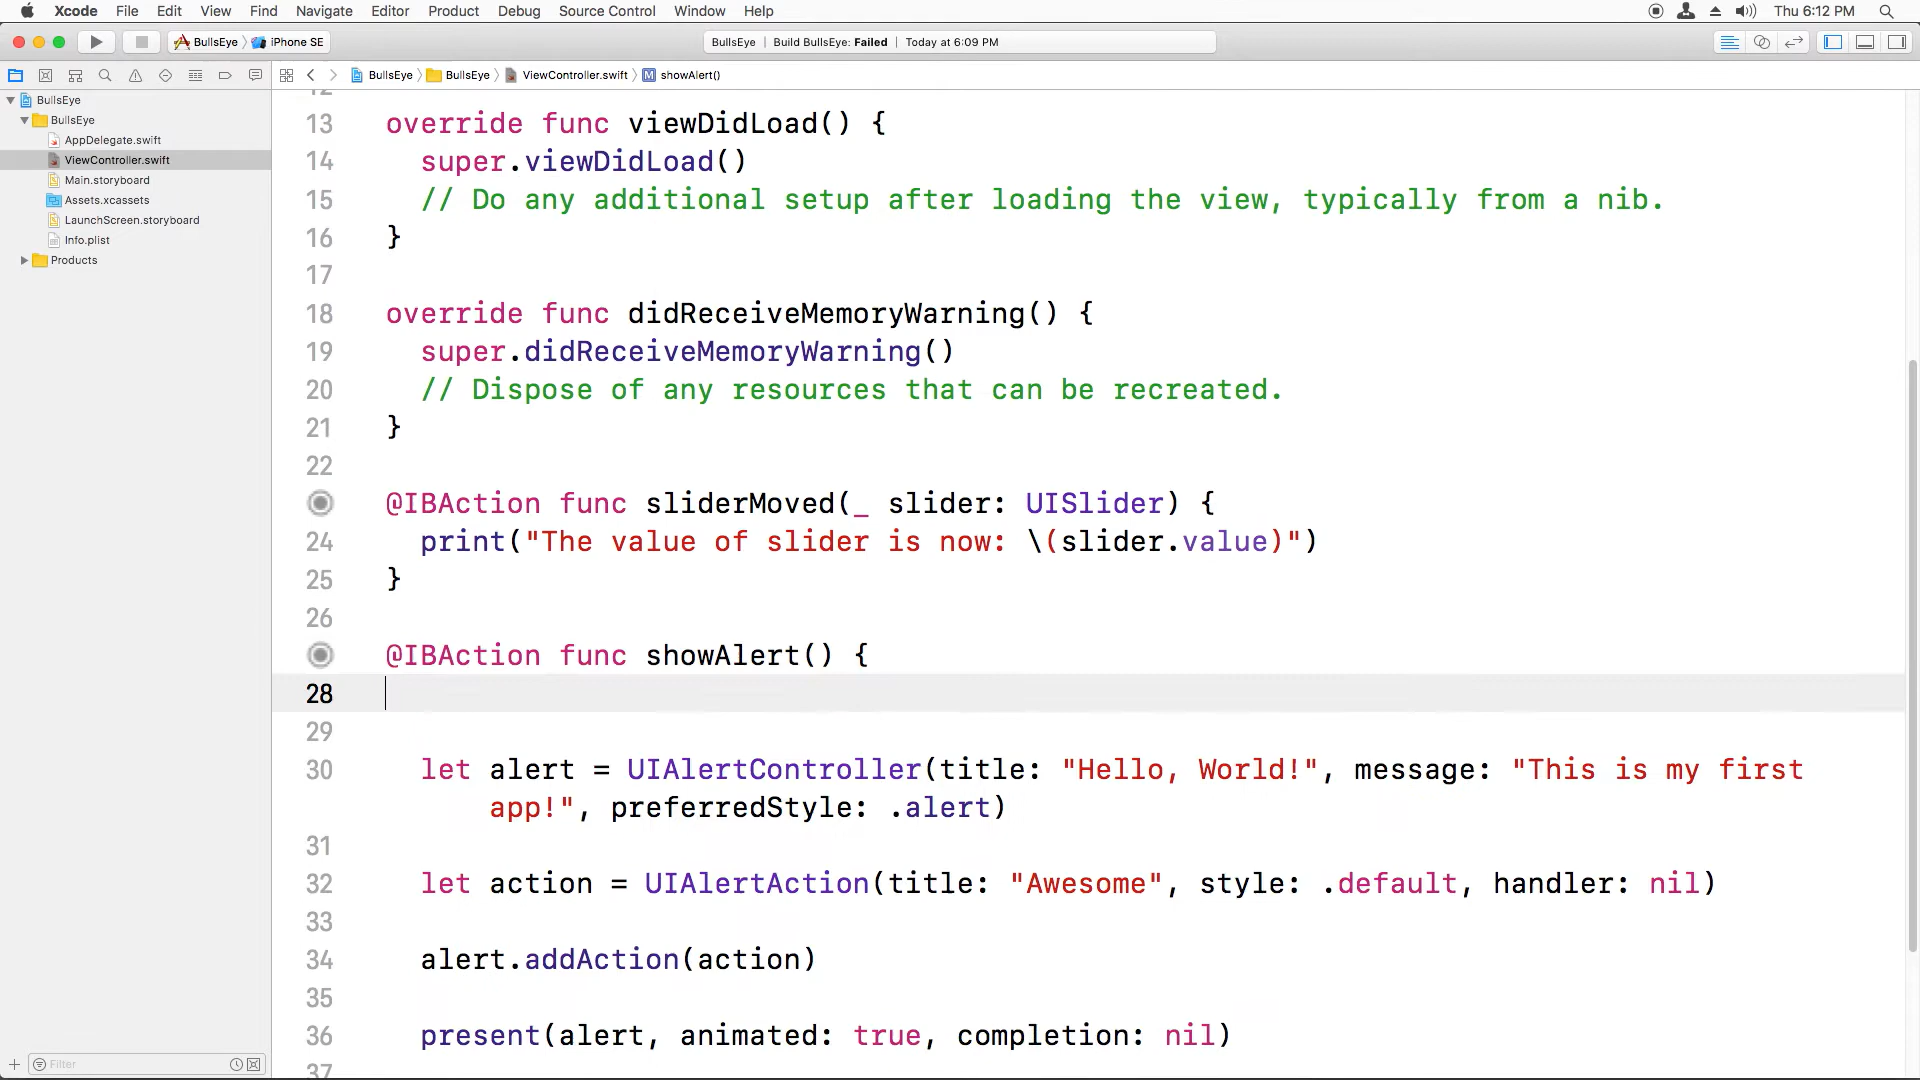 Xcode File Edit View Find Navigate Editor Product Debug Source Control Window Help Thu 6:12 PM
BullsEye iPhone SE BullsEye | Build BullsEye: Failed | Today at 6:09 PM
BullsEye BullsEye ViewController.swift M showAlert()
BullsEye
BullsEye
AppDelegate.swift
ViewController.swift
Main.storyboard
Assets.xcassets
LaunchScreen.storyboard
Info.plist
Products
Filter
12
13 override func viewDidLoad() {
14 super.viewDidLoad()
15 // Do any additional setup after loading the view, typically from a nib.
16 }
17
18 override func didReceiveMemoryWarning() {
19 super.didReceiveMemoryWarning()
20 // Dispose of any resources that can be recreated.
21 }
22
@IBAction func sliderMoved(_ slider: UISlider) {
24 print("The value of slider is now: \(slider.value)")
25 }
26
@IBAction func showAlert() {
28
29
30 let alert = UIAlertController(title: "Hello, World!", message: "This is my first
app!", preferredStyle: .alert)
31
32 let action = UIAlertAction(title: "Awesome", style: .default, handler: nil)
33
34 alert.addAction(action)
35
36 present(alert, animated: true, completion: nil)
37